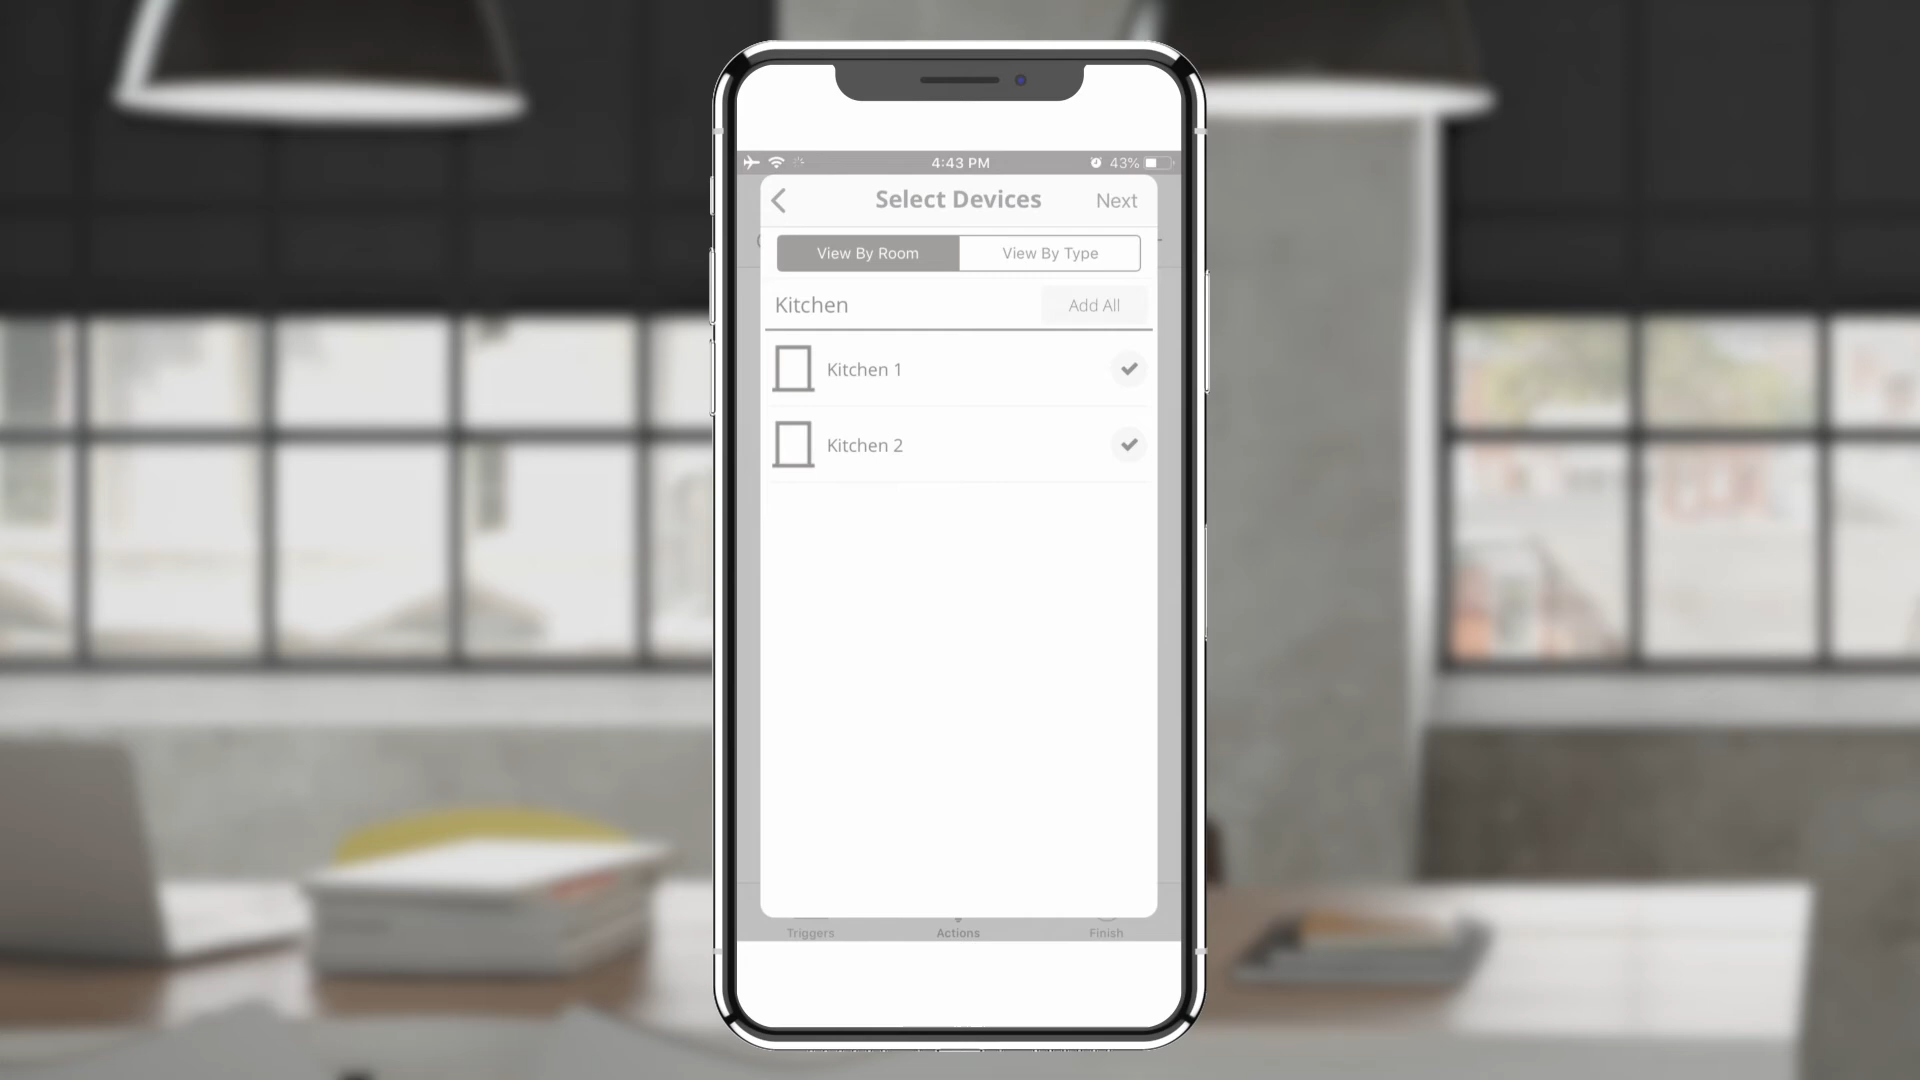 4:43 PM
43%
Select Devices
Next
View By Room
View By Type
Kitchen
Add All
Kitchen 1
Kitchen 2
Triggers
Actions
Finish